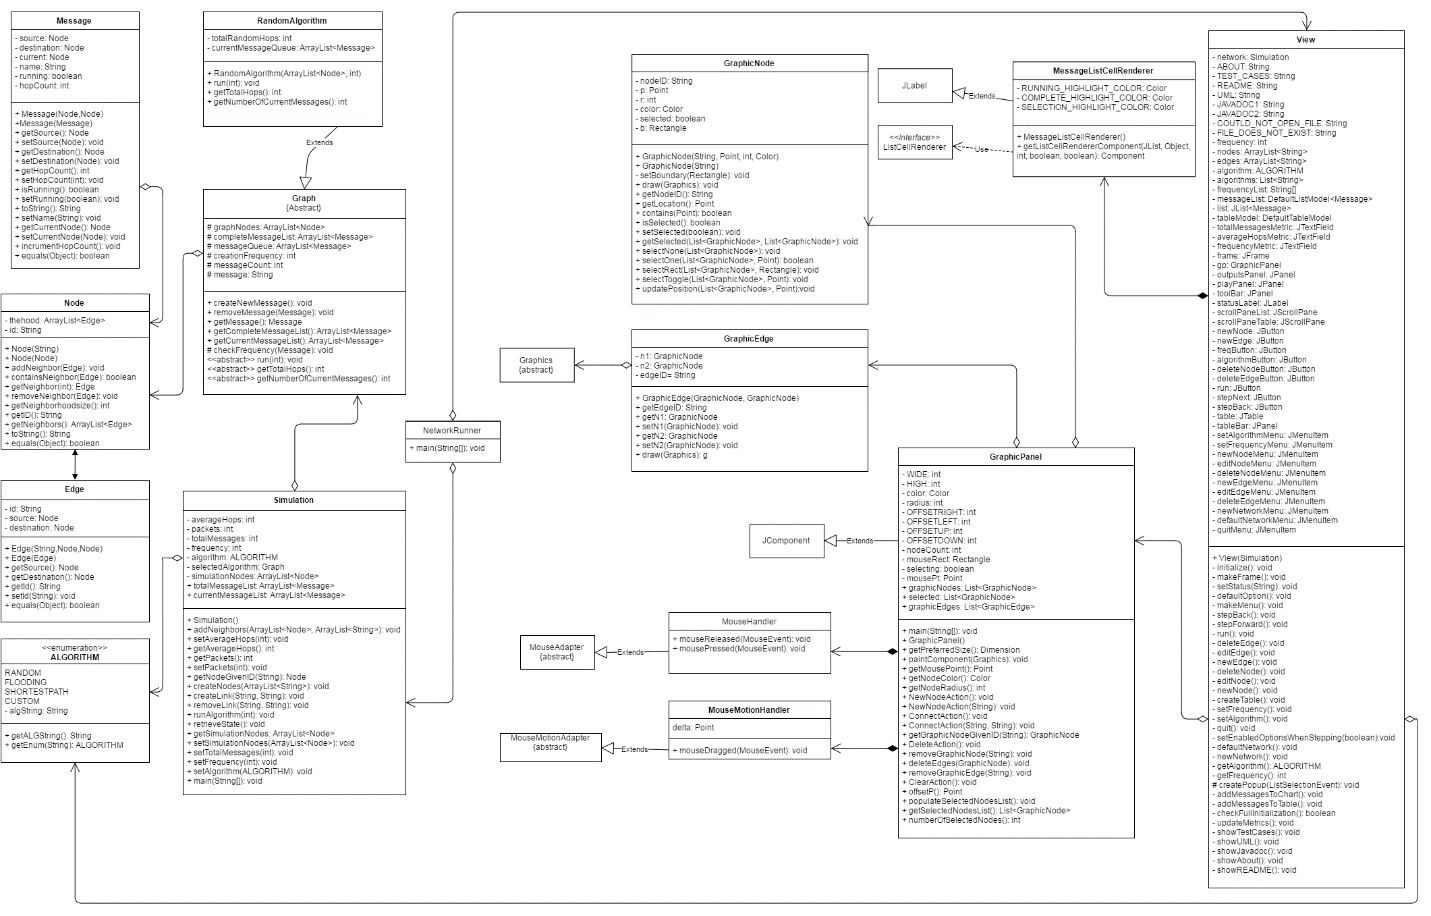 Message
- source: Node
- destination: Node
- current: Node
- name: String
- running: boolean
- hopCount: int
+ Message(Node,Node)
+Message(Message)
+ getSource(): Node
+ setSource(Node): void
+ getDestination(): Node
+ setDestination(Node): void
+ getHopCount(): int
+ setHopCount(int): void
+ isRunning(): boolean
+ setRunning(boolean): void
+ toString(): String
+ setName(String): void
+ getCurrentNode(): Node
+ setCurrentNode(Node): void
+ incrumentHopCount(): void
+ equals(Object): boolean
RandomAlgorithm
- totalRandomHops: int
- currentMessageQueue: ArrayList<Message>
+ RandomAlgorithm(ArrayList<Node>, int)
+ run(int): void
+ getTotalHops(): int
+ getNumberOfCurrentMessages(): int
Extends
Graph
{Abstract}
# graphNodes: ArrayList<Node>
# completeMessageList: ArrayList<Message>
# messageQueue: ArrayList<Message>
# creationFrequency: int
# messageCount: int
# message: String
+ createNewMessage(): void
+ removeMessage(Message): void
+ getMessage(): Message
+ getCompleteMessageList(): ArrayList<Message>
+ getCurrentMessageList(): ArrayList<Message>
# checkFrequency(Message): void
<<abstract>> run(int): void
<<abstract>> getTotalHops(): int
<<abstract>> getNumberOfCurrentMessages(): int
Node
- thehood: ArrayList<Edge>
- id: String
+ Node(String)
+ Node(Node)
+ addNeighbor(Edge): void
+ containsNeighbor(Edge): boolean
+ getNeighbor(int): Edge
+ removeNeighbor(Edge): void
+ getNeighborhoodsize(): int
+ getID(): String
+ getNeighbors(): ArrayList<Edge>
+ toString(): String
+ equals(Object): boolean
Edge
- id: String
- source: Node
- destination: Node
+ Edge(String,Node,Node)
+ Edge(Edge)
+ getSource(): Node
+ getDestination(): Node
+ getId(): String
+ setId(String): void
+ equals(Object): boolean
<<enumeration>>
ALGORITHM
RANDOM
FLOODING
SHORTESTPATH
CUSTOM
- algString: String
+ getALGString(): String
+ getEnum(String): ALGORITHM
Simulation
- averageHops: int
- packets: int
- totalMessages: int
- frequency: int
- algorithm: ALGORITHM
- selectedAlgorithm: Graph
- simulationNodes: ArrayList<Node>
+ totalMessageList: ArrayList<Message>
+ currentMessageList: ArrayList<Message>
+ Simulation()
+ addNeighbors(ArrayList<Node>, ArrayList<String>): void
+ setAverageHops(int): void
+ getAverageHops(): int
+ getPackets(): int
+ setPackets(int): void
+ getNodeGivenID(String): Node
+ createNodes(ArrayList<String>): void
+ createLink(String, String): void
+ removeLink(String, String): void
+ runAlgorithm(int): void
+ retrieveState(): void
+ getSimulationNodes: ArrayList<Node>
+ setSimulationNodes(ArrayList<Node>): void
+ setTotalMessages(int): void
+ setFrequency(int): void
+ setAlgorithm(ALGORITHM): void
+ main(String[]): void
NetworkRunner
+ main(String[]): void
GraphicNode
- nodeID: String
- p: Point
- r: int
- color: Color
- selected: boolean
- b: Rectangle
+ GraphicNode(String, Point, int, Color)
+ GraphicNode(String)
- setBoundary(Rectangle): void
+ draw(Graphics): void
+ getNodeID(): String
+ getLocation(): Point
+ contains(Point): boolean
+ isSelected(): boolean
+ setSelected(boolean): void
+ getSelected(List<GraphicNode>, List<GraphicNode>): void
+ selectNone(List<GraphicNode>): void
+ selectOne(List<GraphicNode>, Point): boolean
+ selectRect(List<GraphicNode>, Rectangle): void
+ selectToggle(List<GraphicNode>, Point): void
+ updatePosition(List<GraphicNode>, Point):void
GraphicEdge
- n1: GraphicNode
- n2: GraphicNode
- edgeID= String
+ GraphicEdge(GraphicNode, GraphicNode)
+ getEdgeID: String
+ getN1: GraphicNode
+ setN1(GraphicNode): void
+ getN2: GraphicNode
+ setN2(GraphicNode): void
+ draw(Graphics): g
Graphics
{abstract}
JLabel
Extends
<<Interface>>
ListCellRenderer
Use
MessageListCellRenderer
- RUNNING_HIGHLIGHT_COLOR: Color
- COMPLETE_HIGHLIGHT_COLOR: Color
- SELECTION_HIGHLIGHT_COLOR: Color
+ MessageListCellRenderer()
+ getListCellRendererComponent(JList, Object,
int, boolean, boolean): Component
JComponent
Extends
MouseAdapter
{abstract}
Extends
MouseHandler
+ mouseReleased(MouseEvent): void
+ mousePressed(MouseEvent): void
MouseMotionAdapter
{abstract}
Extends
MouseMotionHandler
delta: Point
+ mouseDragged(MouseEvent): void
GraphicPanel
- WIDE: int
- HIGH: int
- color: Color
- radius: int
- OFFSETRIGHT: int
- OFFSETLEFT: int
- OFFSETUP: int
- OFFSETDOWN: int
- nodeCount: int
- mouseRect: Rectangle
- selecting: boolean
- mousePt: Point
+ graphicNodes: List<GraphicNode>
+ selected: List<GraphicNode>
+ graphicEdges: List<GraphicEdge>
+ main(String[]): void
+ GraphicPanel()
+ getPreferredSize(): Dimension
+ paintComponent(Graphics): void
+ getMousePoint(): Point
+ getNodeColor(): Color
+ getNodeRadius(): int
+ NewNodeAction(): void
+ NewNodeAction(String): void
+ ConnectAction(): void
+ ConnectAction(String, String): void
+ getGraphicNodeGivenID(String): GraphicNode
+ DeleteAction(): void
+ removeGraphicNode(String): void
+ deleteEdges(GraphicNode): void
+ removeGraphicEdge(String): void
+ ClearAction(): void
+ offsetP(): Point
+ populateSelectedNodesList(): void
+ getSelectedNodesList(): List<GraphicNode>
+ numberOfSelectedNodes(): int
View
- network: Simulation
- ABOUT: String
- TEST_CASES: String
- README: String
- UML: String
- JAVADOC1: String
- JAVADOC2: String
- COUTLD_NOT_OPEN_FILE: String
- FILE_DOES_NOT_EXIST: String
- frequency: int
- nodes: ArrayList<String>
- edges: ArrayList<String>
- algorithm: ALGORITHM
- algorithms: List<String>
- frequencyList: String[]
- messageList: DefaultListModel<Message>
- list: JList<Message>
- tableModel: DefaultTableModel
- totalMessagesMetric: JTextField
- averageHopsMetric: JTextField
- frequencyMetric: JTextField
- frame: JFrame
- gp: GraphicPanel
- outputsPanel: JPanel
- playPanel: JPanel
- toolBar: JPanel
- statusLabel: JLabel
- scrollPaneList: JScrollPane
- scrollPaneTable: JScrollPane
- newNode: JButton
- newEdge: JButton
- freqButton: JButton
- algorithmButton: JButton
- deleteNodeButton: JButton
- deleteEdgeButton: JButton
- run: JButton
- stepNext: JButton
- stepBack: JButton
- table: JTable
- tableBar: JPanel
- setAlgorithmMenu: JMenuItem
- setFrequencyMenu: JMenuItem
- newNodeMenu: JMenuItem
- editNodeMenu: JMenuItem
- deleteNodeMenu: JMenuItem
- newEdgeMenu: JMenuItem
- editEdgeMenu: JMenuItem
- deleteEdgeMenu: JMenuItem
- newNetworkMenu: JMenuItem
- defaultNetworkMenu: JMenuItem
- quitMenu: JMenuItem
+ View(Simulation)
- initialize(): void
- makeFrame(): void
- setStatus(String): void
- defaultOption(): void
- makeMenu(): void
- stepBack(): void
- stepForward(): void
- run(): void
- deleteEdge(): void
- editEdge(): void
- newEdge(): void
- deleteNode(): void
- editNode(): void
- newNode(): void
- createTable(): void
- setFrequency(): void
- setAlgorithm(): void
- quit(): void
- setEnabledOptionsWhenStepping(boolean):void
- defaultNetwork(): void
- newNetwork(): void
- getAlgorithm(): ALGORITHM
- getFrequency(): int
# createPopup(ListSelectionEvent): void
- addMessagesToChart(): void
- addMessagesToTable(): void
- checkFullInitialization(): boolean
- updateMetrics(): void
- showTestCases(): void
- showUML(): void
- showJavadoc(): void
- showAbout(): void
- showREADME(): void